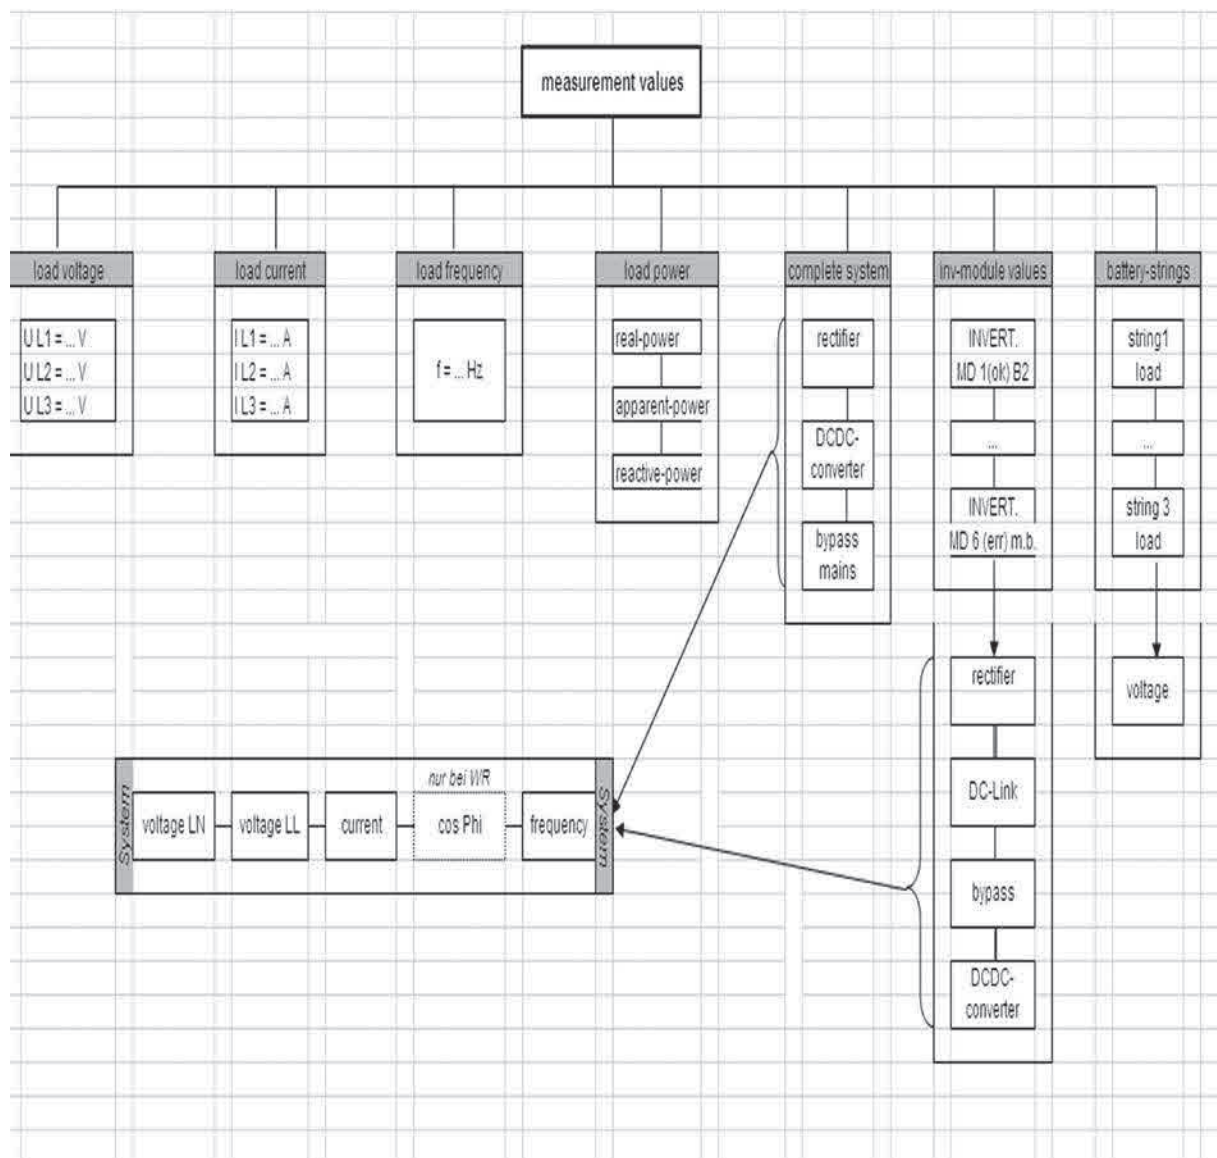 measurement values
load voltage
load current
load frequency
load power
complete system
inv-module values
battery-strings
U L1 = ... V
U L2 = ... V
U L3 = ... V
I L1 = ... A
I L2 = ... A
I L3 = ... A
f = ... Hz
real-power
apparent-power
reactive-power
rectifier
DCDC-
converter
bypass
mains
INVERT.
MD 1(ok) B2
...
INVERT.
MD 6 (err) m.b.
string1
load
...
string 3
load
rectifier
DC-Link
bypass
DCDC-
converter
voltage
System
voltage LN
voltage LL
current
nur bei WR
cos Phi
frequency
System